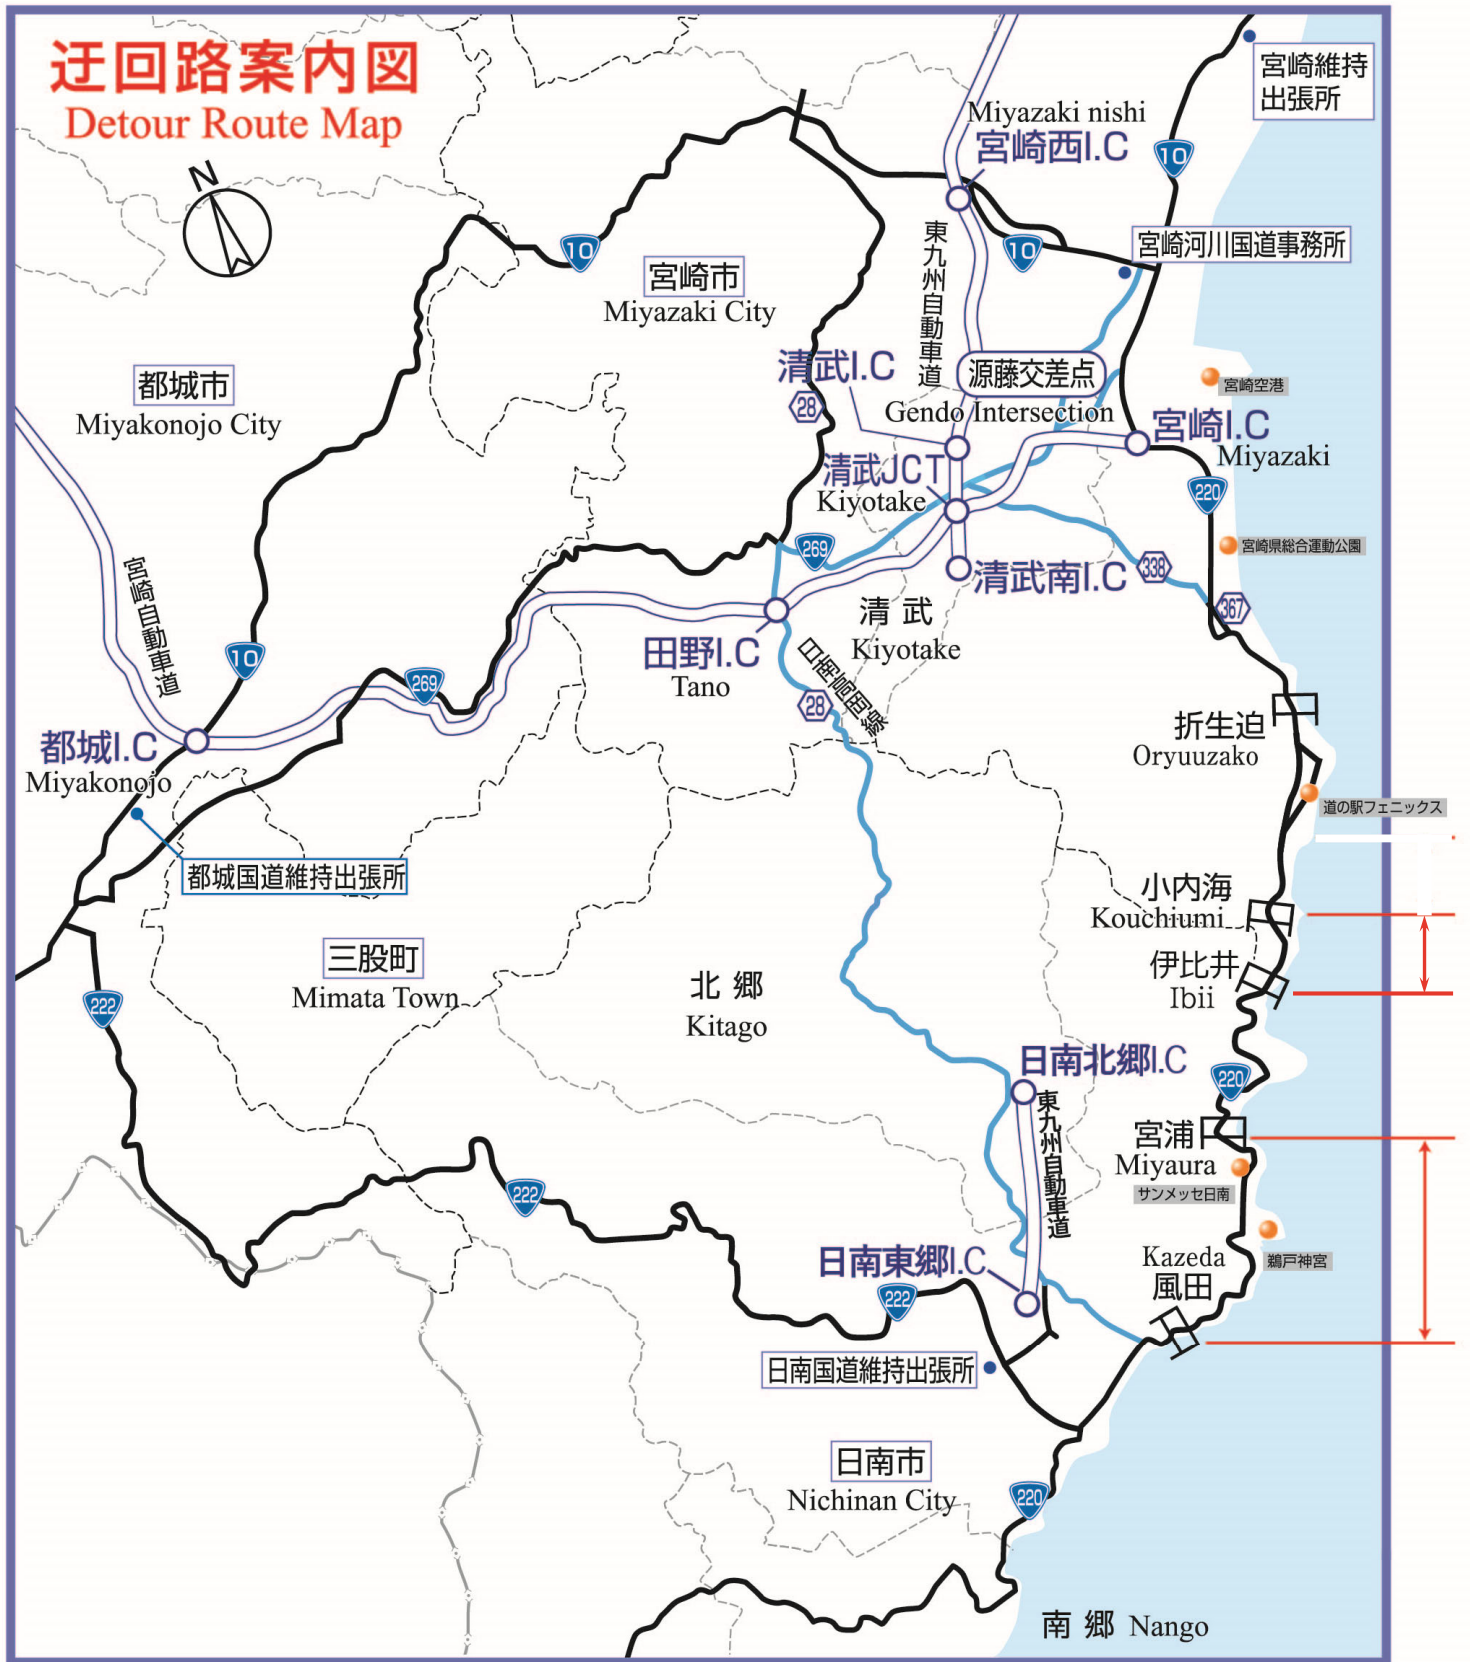 迂回路案内図
Detour Route Map
N
宮崎維持
出張所
Miyazaki nishi
宮崎西I.C
10
10
10
宮崎河川国道事務所
東九州自動車道
宮崎市
Miyazaki City
都城市
Miyakonojo City
清武I.C
28
源藤交差点
Gendo Intersection
宮崎空港
宮崎I.C
Miyazaki
清武JCT
Kiyotake
220
269
宮崎県総合運動公園
338
清武南I.C
367
宮崎自動車道
清武
Kiyotake
田野I.C
Tano
日南高岡線
28
10
269
都城I.C
Miyakonojo
折生迫
Oryuuzako
道の駅フェニックス
都城国道維持出張所
小内海
Kouchiumi
三股町
Mimata Town
伊比井
Ibii
北郷
Kitago
222
日南北郷I.C
220
東九州自動車道
宮浦
Miyaura
サンメッセ日南
222
鵜戸神宮
日南東郷I.C
Kazeda
風田
222
日南国道維持出張所
日南市
Nichinan City
220
南郷 Nango